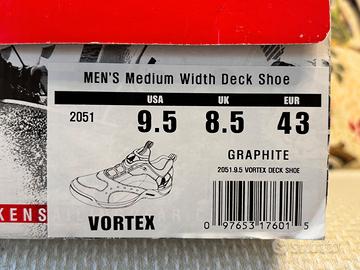 MEN'S Medium Width Deck Shoe
USA UK EUR
2051 9.5 8.5 43
GRAPHITE
2051.9.5 VORTEX DECK SHOE
VORTEX
KENS
0 97653 17601 5